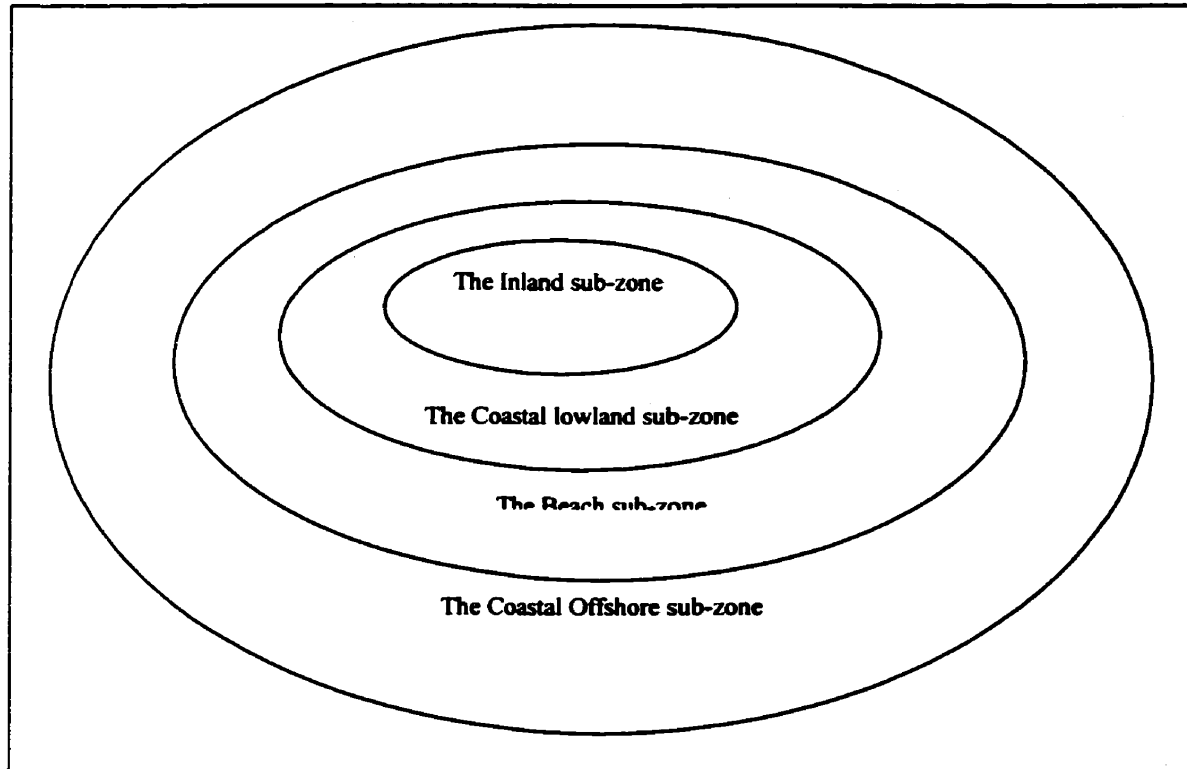 The Inland sub-zone
The Coastal lowland sub-zone
The Beach sub-zone
The Coastal Offshore sub-zone